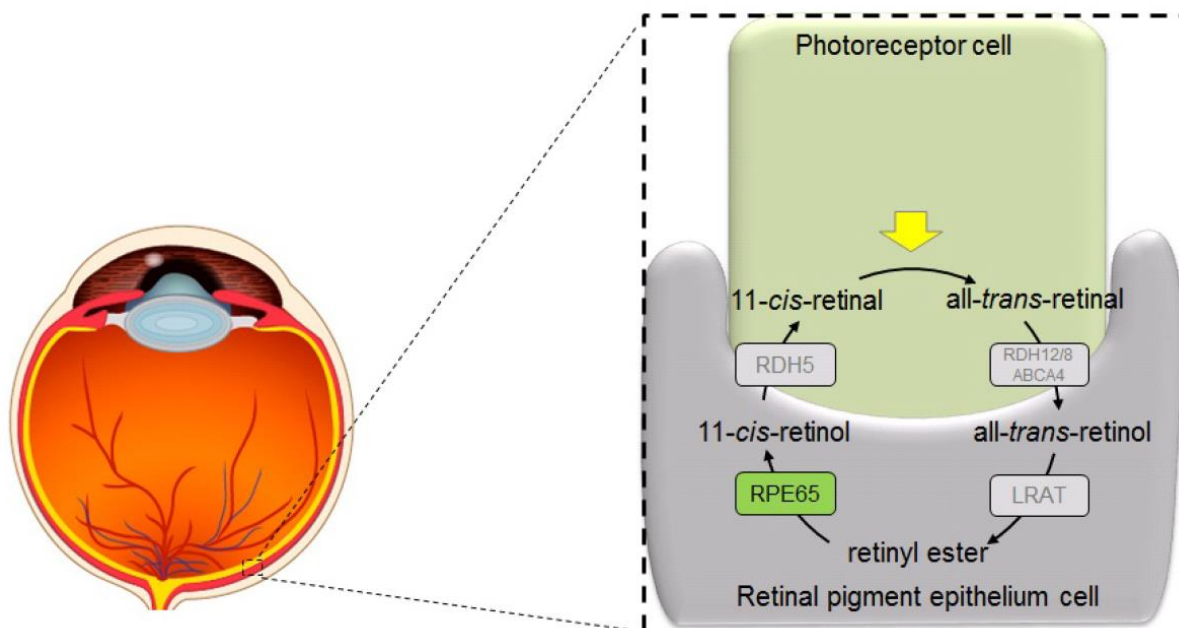 Photoreceptor cell
11-cis-retinal
all-trans-retinal
RDH5
RDH12/8
ABCA4
11-cis-retinol
all-trans-retinol
RPE65
LRAT
retinyl ester
Retinal pigment epithelium cell